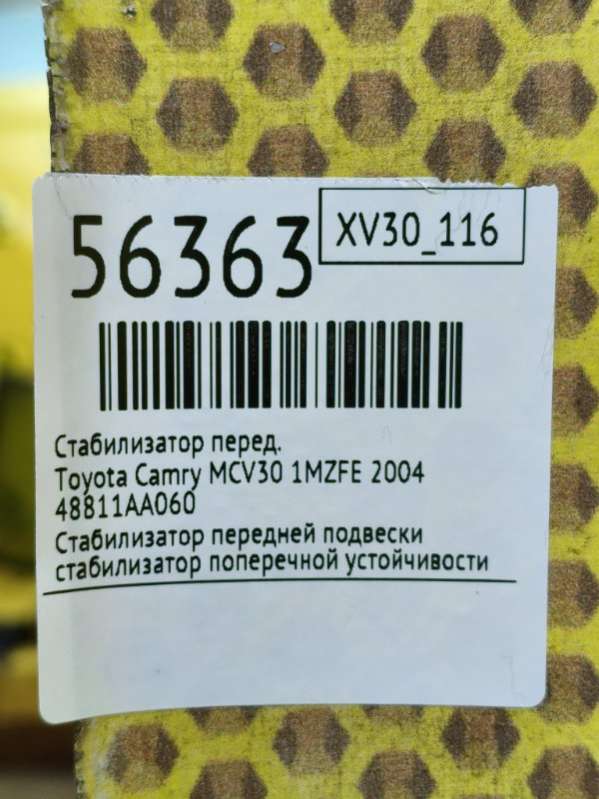 56363
XV30_116
Стабилизатор перед.
Toyota Camry MCV30 1MZFE 2004
48811AA060
Стабилизатор передней подвески
стабилизатор поперечной устойчивости